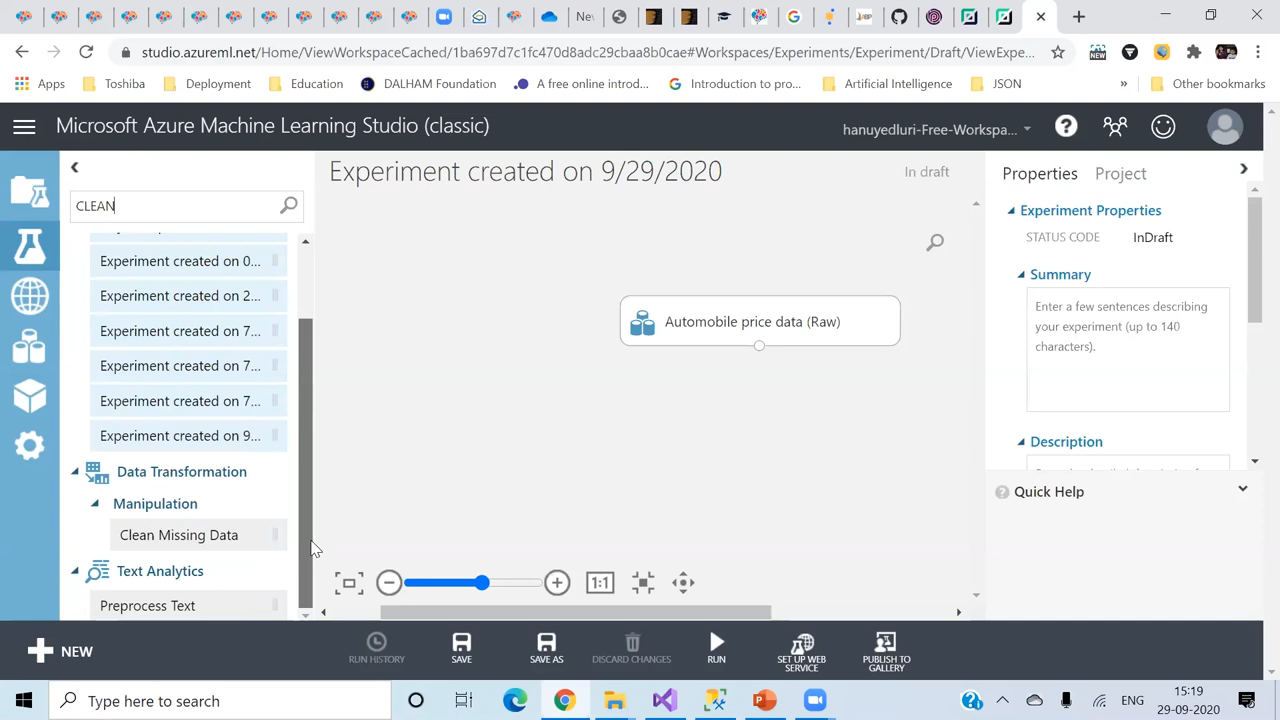 New
studio.azureml.net/Home/ViewWorkspaceCached/1ba697d7c1fc470d8adc29cbaa8b0cae#Workspaces/Experiments/Experiment/Draft/ViewExpe...
NEW
Apps
Toshiba
Deployment
Education
DALHAM Foundation
A free online introd...
Introduction to pro...
Artificial Intelligence
JSON
»
Other bookmarks
Microsoft Azure Machine Learning Studio (classic)
hanuyedluri-Free-Workspa...
CLEAN
Experiment created on 9/29/2020
In draft
Properties
Project
Experiment Properties
STATUS CODE
InDraft
Summary
Enter a few sentences describing
your experiment (up to 140
characters).
Description
Quick Help
Experiment created on 0...
Experiment created on 2...
Experiment created on 7...
Experiment created on 7...
Experiment created on 7...
Experiment created on 9...
Data Transformation
Manipulation
Clean Missing Data
Text Analytics
Preprocess Text
Automobile price data (Raw)
1:1
NEW
RUN HISTORY
SAVE
SAVE AS
DISCARD CHANGES
RUN
SET UP WEB
SERVICE
PUBLISH TO
GALLERY
Type here to search
ENG
15:19
29-09-2020